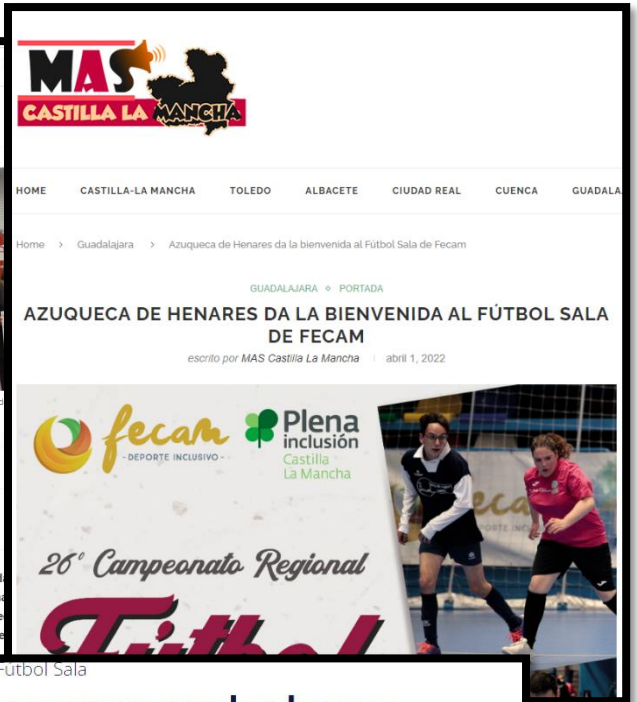 MAS
CASTILLA LA MANCHA
HOME CASTILLA-LA MANCHA TOLEDO ALBACETE CIUDAD REAL CUENCA GUADALA
Home > Guadalajara > Azuqueca de Henares da la bienvenida al Fútbol Sala de Fecam
GUADALAJARA PORTADA
AZUQUECA DE HENARES DA LA BIENVENIDA AL FÚTBOL SALA
DE FECAM
escrito por MAS Castilla La Mancha abril 1, 2022
fecam
- DEPORTE INCLUSIVO -
Plena
inclusión
Castilla
La Mancha
26º Campeonato Regional
Fútbol
Fútbol Sala